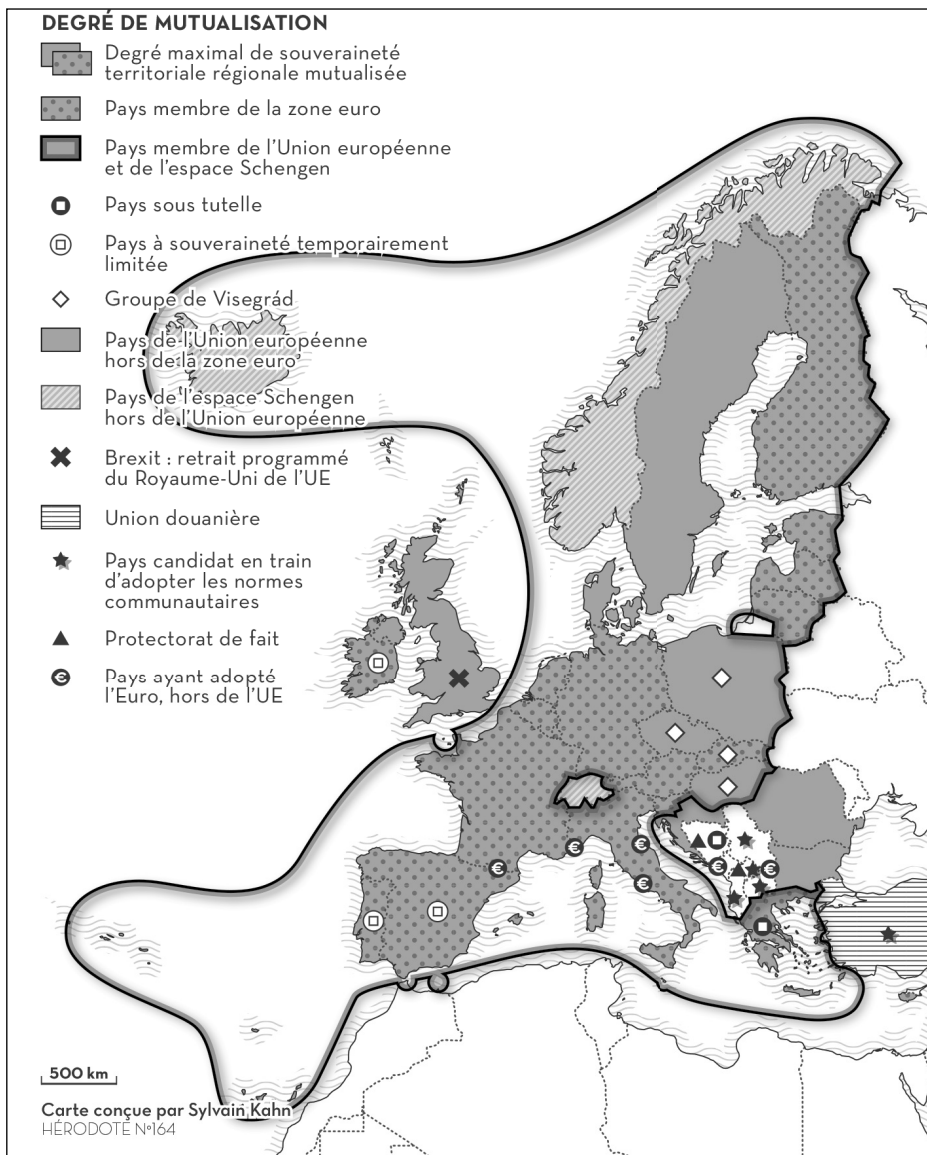 DEGRÉ DE MUTUALISATION
Degré maximal de souveraineté
territoriale régionale mutualisée
Pays membre de la zone euro
Pays membre de l'Union européenne
et de l'espace Schengen
Pays sous tutelle
Pays à souveraineté temporairement
limitée
Groupe de Visegrád
Pays de l'Union européenne
hors de la zone euro
Pays de l'espace Schengen
hors de l'Union européenne
Brexit : retrait programmé
du Royaume-Uni de l'UE
Union douanière
Pays candidat en train
d'adopter les normes
communautaires
Protectorat de fait
€ Pays ayant adopté
l'Euro, hors de l'UE
€
€
€
€
€
€
500 km
Carte conçue par Sylvain Kahn
HÉRODOTE Nº164